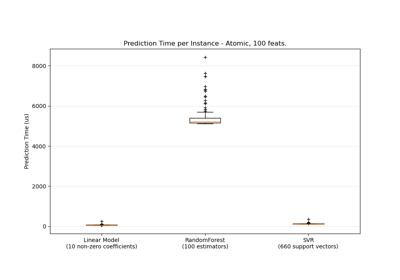 Prediction Time per Instance - Atomic, 100 feats.
8000
6000
4000
2000
0
Prediction Time (us)
Linear Model
(10 non-zero coefficients)
RandomForest
(100 estimators)
SVR
(660 support vectors)